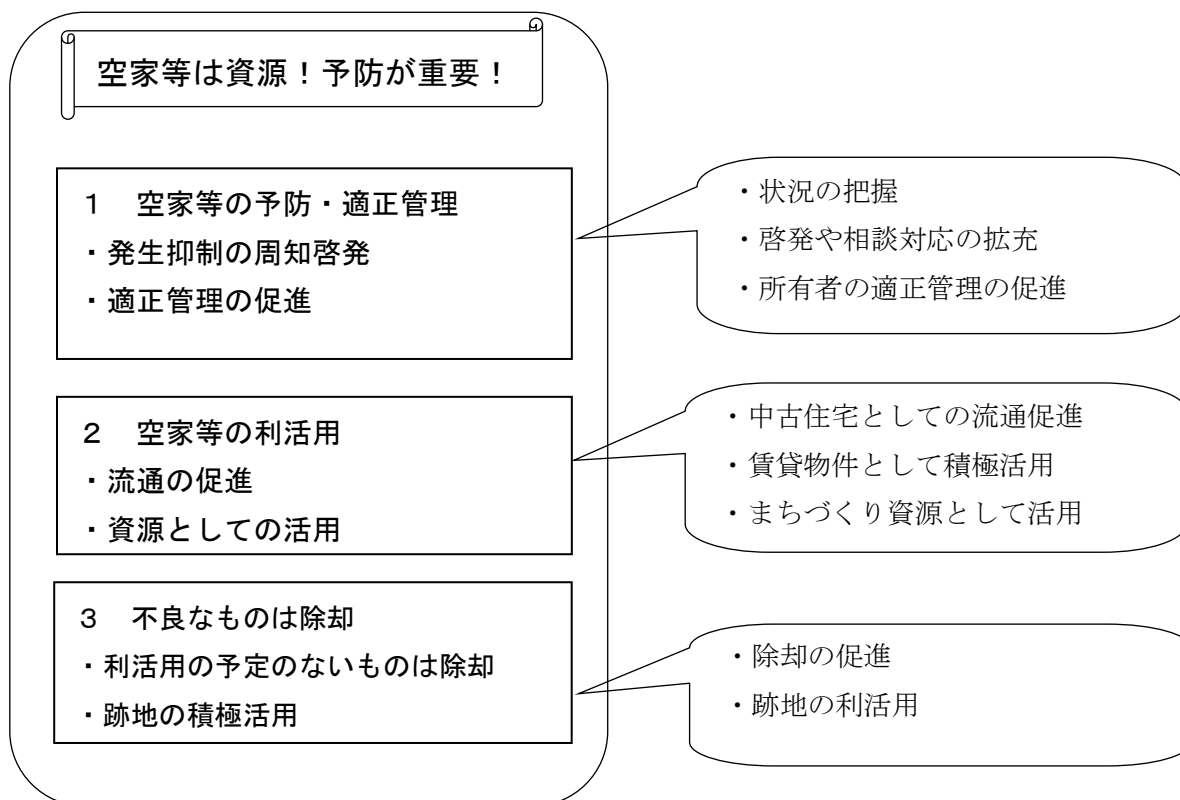 空家等は資源！予防が重要！
１　空家等の予防・適正管理
・発生抑制の周知啓発
・適正管理の促進
・状況の把握
・啓発や相談対応の拡充
・所有者の適正管理の促進
２　空家等の利活用
・流通の促進
・資源としての活用
・中古住宅としての流通促進
・賃貸物件として積極活用
・まちづくり資源として活用
３　不良なものは除却
・利活用の予定のないものは除却
・跡地の積極活用
・除却の促進
・跡地の利活用